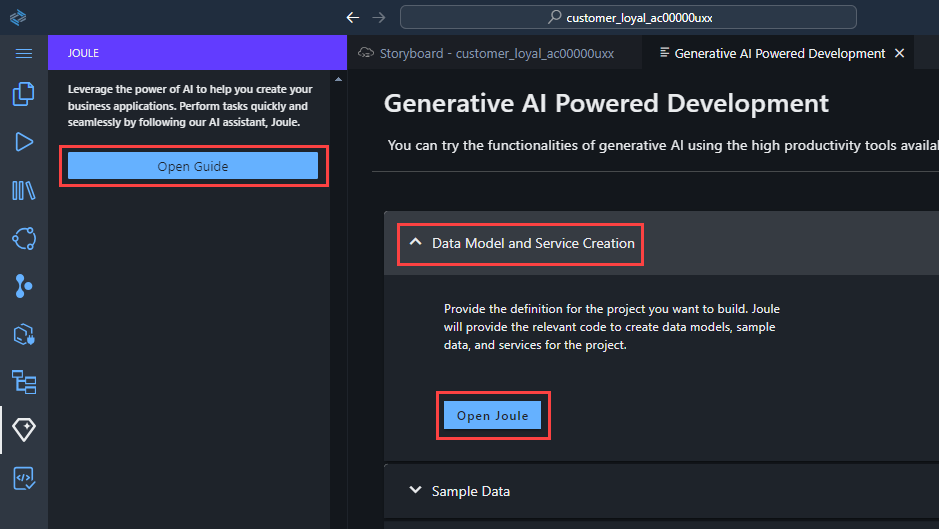 customer_loyal_ac00000uxx
JOULE
Leverage the power of AI to help you create your
business applications. Perform tasks quickly and
seamlessly by following our AI assistant, Joule.
Open Guide
Storyboard - customer_loyal_ac00000uxx
Generative AI Powered Development
Generative AI Powered Development
You can try the functionalities of generative AI using the high productivity tools availa
Data Model and Service Creation
Provide the definition for the project you want to build. Joule
will provide the relevant code to create data models, sample
data, and services for the project.
Open Joule
Sample Data